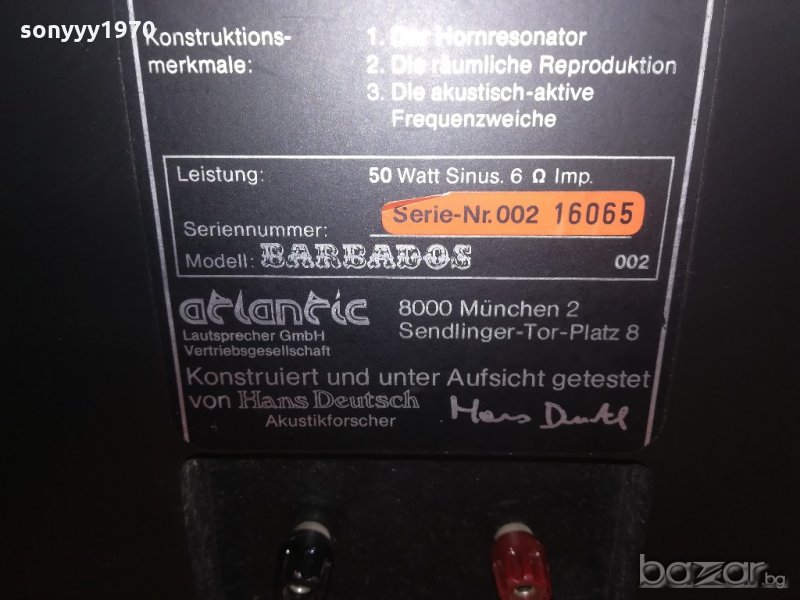 sonyyy1970
Konstruktions-
merkmale:
1. Der Hornresonator
2. Die räumliche Reproduktion
3. Die akustisch-aktive
Frequenzweiche
Leistung: 50 Watt Sinus. 6 Ω Imp.
Seriennummer: Serie-Nr. 002 16065
Modell: BARBADOS 002
atlantic
Lautsprecher GmbH
Vertriebsgesellschaft
8000 München 2
Sendlinger-Tor-Platz 8
Konstruiert und unter Aufsicht getestet
von Hans Deutsch
Akustikforscher
bazar.bg